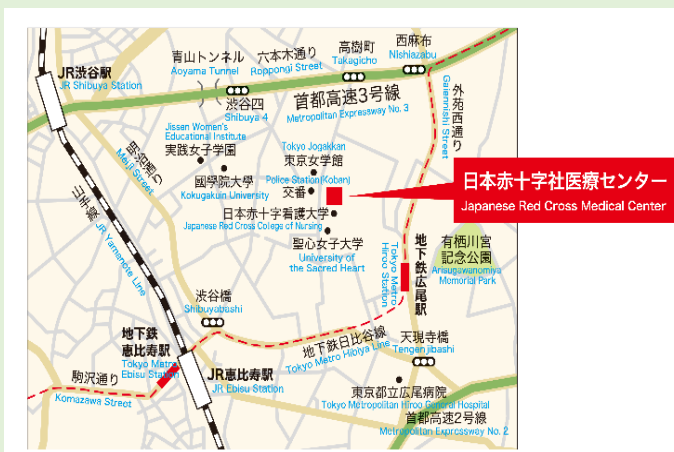 青山トンネル
Aoyama Tunnel
六本木通り
Roppongi Street
高樹町
Takagicho
西麻布
Nishiazabu
JR渋谷駅
JR Shibuya Station
渋谷四
Shibuya 4
首都高速3号線
Metropolitan Expressway No. 3
外苑西通り
Gaiennishi Street
明治通り
Meiji Street
Jissen Women's
Educational Institute
実践女子学園
Tokyo Jogakkan
東京女学館
國學院大學
Kokugakuin University
Police Station(Koban)
交番
日本赤十字社医療センター
Japanese Red Cross Medical Center
日本赤十字看護大学
Japanese Red Cross College of Nursing
聖心女子大学
University of
the Sacred Heart
山手線
JR Yamanote Line
地下鉄広尾駅
Tokyo Metro
Hiroo Station
有栖川宮
記念公園
Arisugawanomiya
Memorial Park
渋谷橋
Shibuyabashi
地下鉄
恵比寿駅
Tokyo Metro
Ebisu Station
地下鉄日比谷線
Tokyo Metro Hibiya Line
天現寺橋
Tengenjibashi
駒沢通り
Komazawa Street
JR恵比寿駅
JR Ebisu Station
東京都立広尾病院
Tokyo Metropolitan Hiroo General Hospital
首都高速2号線
Metropolitan Expressway No. 2